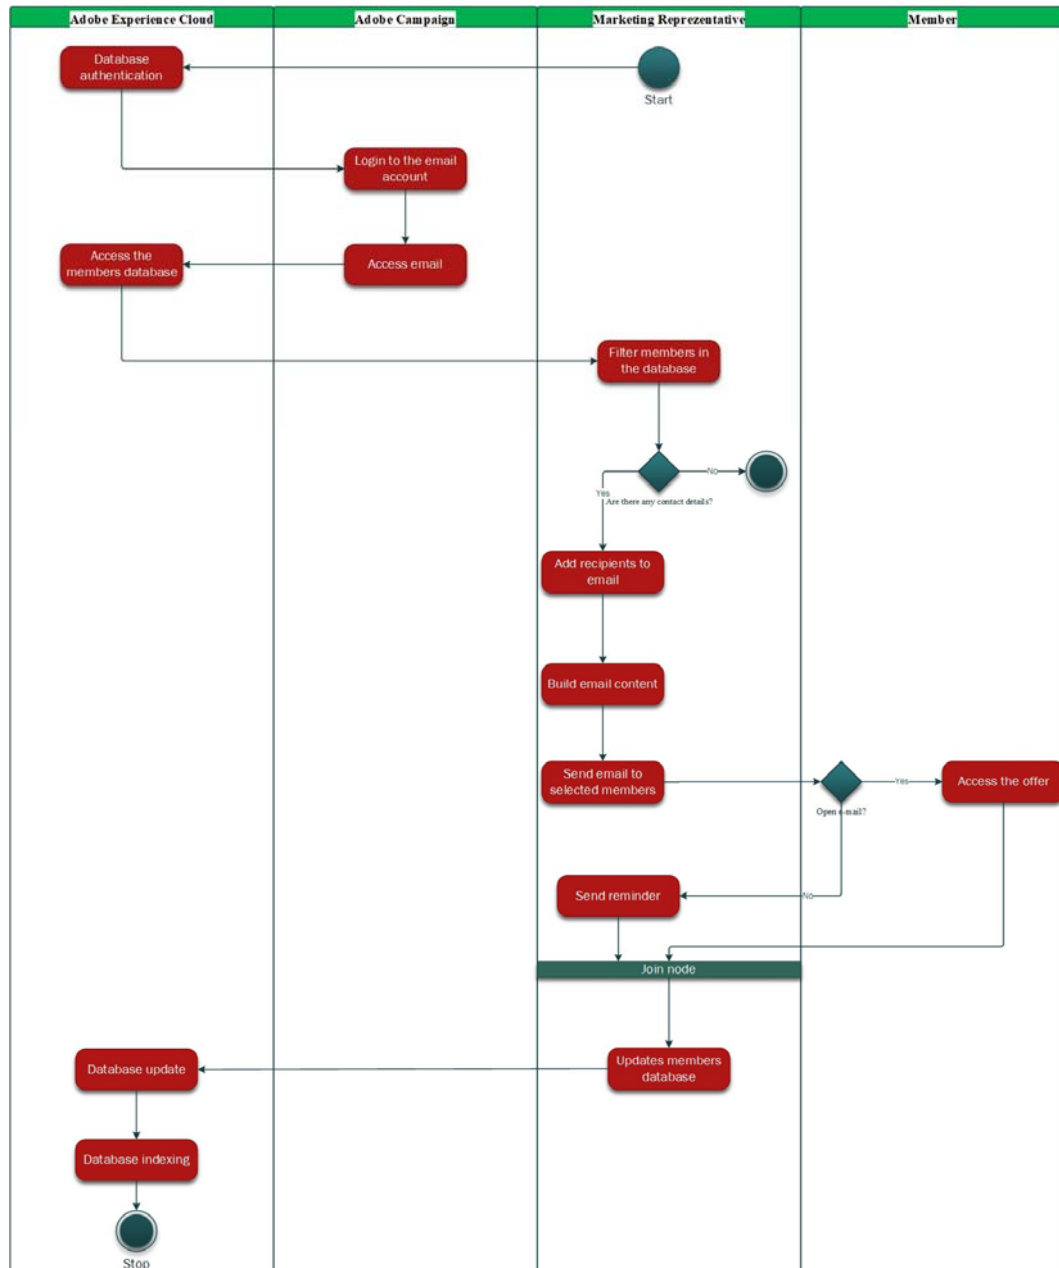 Adobe Experience Cloud
Adobe Campaign
Marketing Reprezentative
Member
Database
authentication
Start
Login to the email
account
Access the
members database
Access email
Filter members in
the database
No
Yes
Are there any contact details?
Add recipients to
email
Build email content
Send email to
selected members
Yes
Access the offer
Open e-mail?
Send reminder
No
Join node
Updates members
database
Database update
Database indexing
Stop